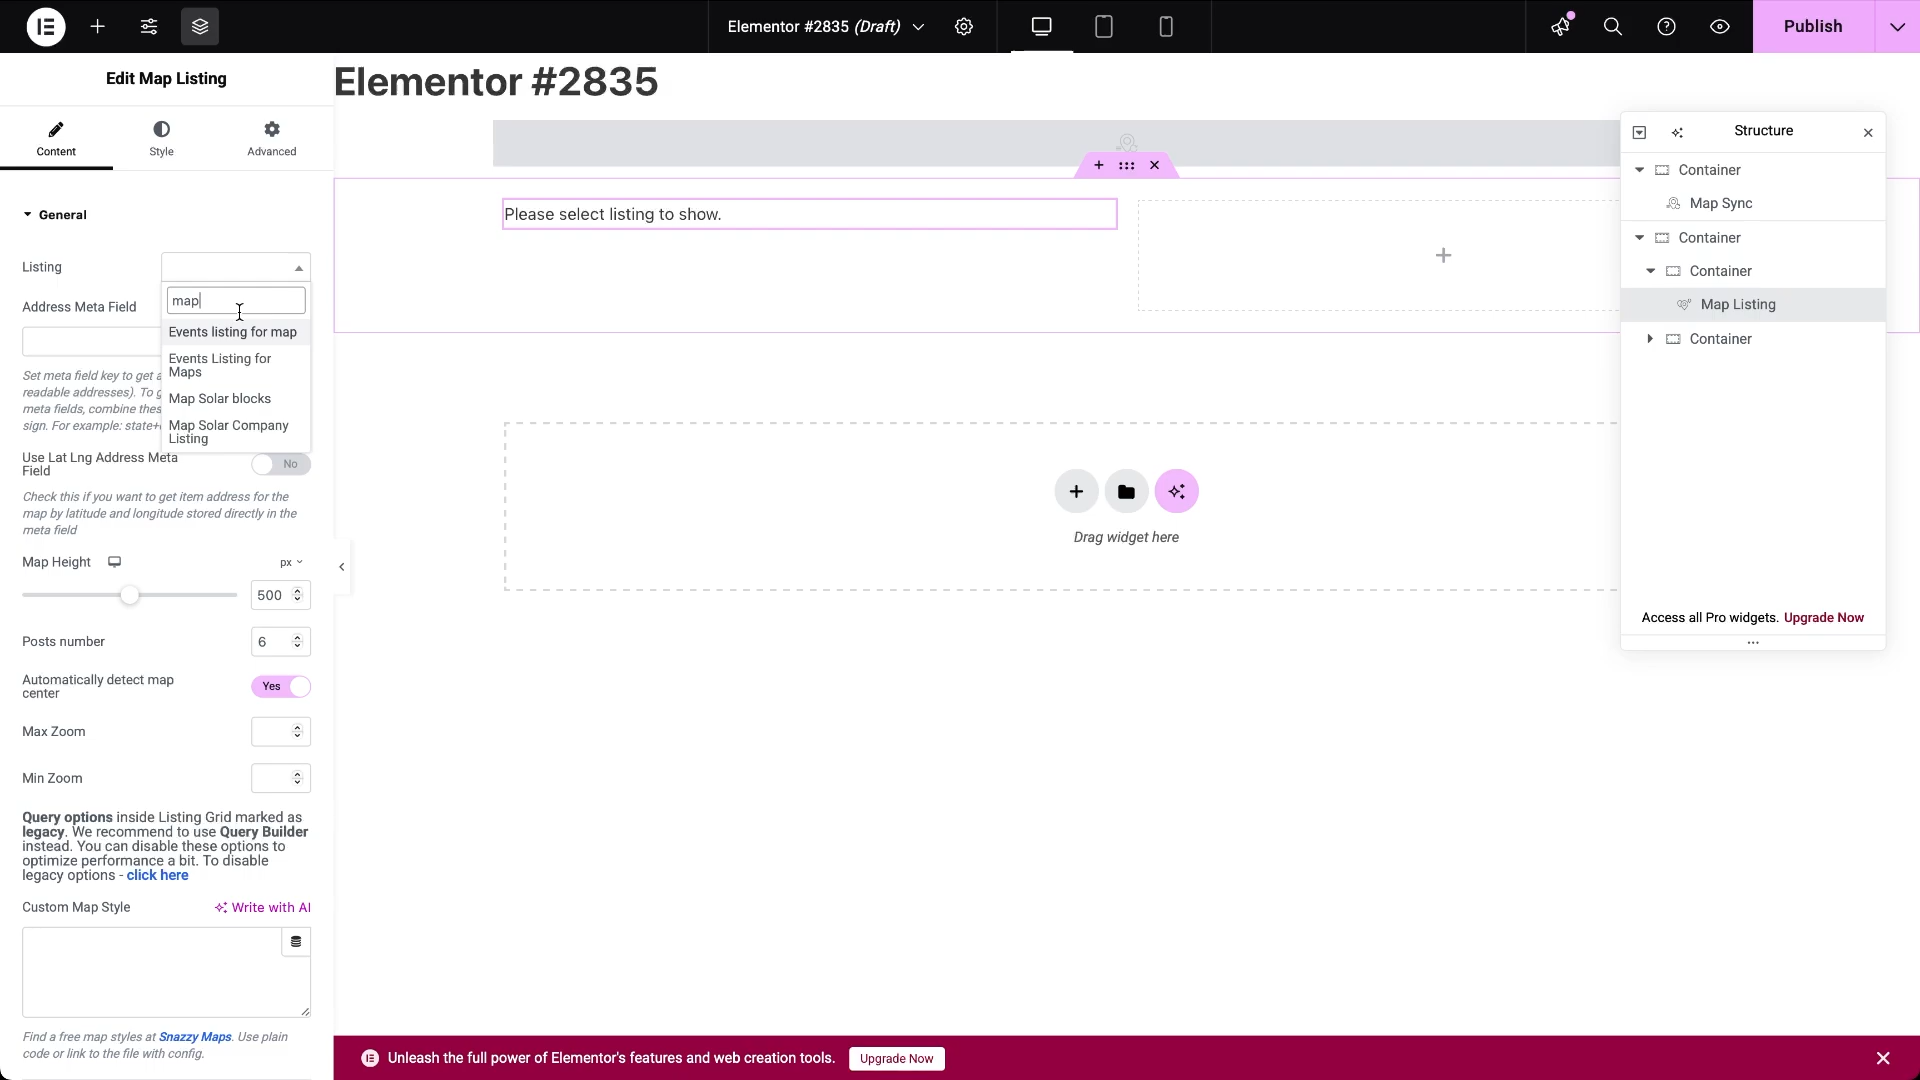 Elementor #2835 (Draft)
Publish
Edit Map Listing
Content
Style
Advanced
General
Listing
map
Events listing for map
Events Listing for
Maps
Map Solar blocks
Map Solar Company
Listing
Address Meta Field
Set meta field key to get a
readable addresses). To g
meta fields, combine thes
sign. For example: state+
Use Lat Lng Address Meta
Field
No
Check this if you want to get item address for the
map by latitude and longitude stored directly in the
meta field
Map Height
px
500
Posts number
6
Automatically detect map
center
Yes
Max Zoom
Min Zoom
Query options inside Listing Grid marked as
legacy. We recommend to use Query Builder
instead. You can disable these options to
optimize performance a bit. To disable
legacy options - click here
Custom Map Style
Write with AI
Find a free map styles at Snazzy Maps. Use plain
code or link to the file with config.
Elementor #2835
Please select listing to show.
Drag widget here
Structure
Container
Map Sync
Container
Container
Map Listing
Container
Access all Pro widgets. Upgrade Now
Unleash the full power of Elementor's features and web creation tools.
Upgrade Now